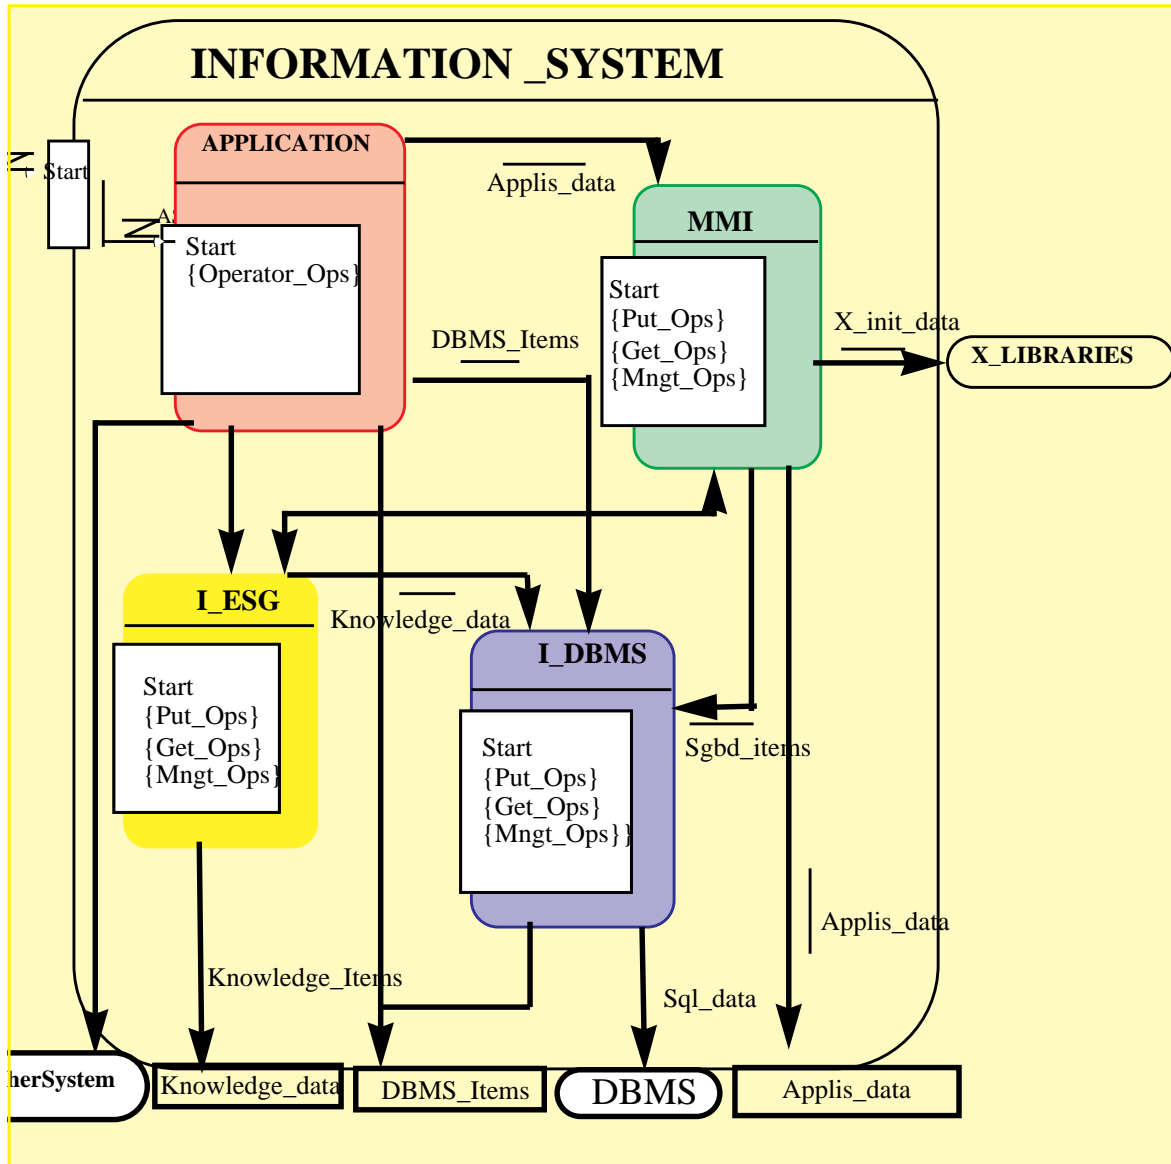 INFORMATION _SYSTEM
APPLICATION
Applis_data
Start
MMI
Start
{Operator_Ops}
Start
{Put_Ops}
{Get_Ops}
{Mngt_Ops}
X_init_data
X_LIBRARIES
DBMS_Items
I_ESG
Knowledge_data
I_DBMS
Start
{Put_Ops}
{Get_Ops}
{Mngt_Ops}
Sgbd_items
Start
{Put_Ops}
{Get_Ops}
{Mngt_Ops}}
Applis_data
Knowledge_Items
Sql_data
herSystem
Knowledge_data
DBMS_Items
DBMS
Applis_data